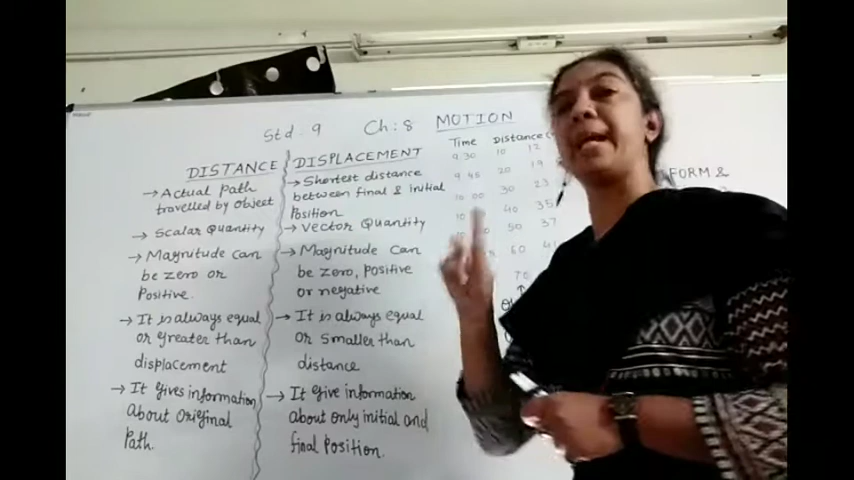 Std - 9 Ch : 8 MOTION
DISTANCE
→ Actual Path
travelled by object
→ Scalar Quantity
→ Magnitude can
be zero or
Positive.
→ It is always equal
or greater than
displacement
→ It gives information
About original
Path.
DISPLACEMENT
→ Shortest distance
between final & initial
Position
→ Vector Quantity
→ Magnitude can
be zero, positive
or negative
→ It is always equal
or smaller than
distance
→ It give information
about only initial and
final Position.
Time Distance
9 30 10 12
9 45 20 19
10 00 30 23
10 40 35
50 37
60
70
FORM &